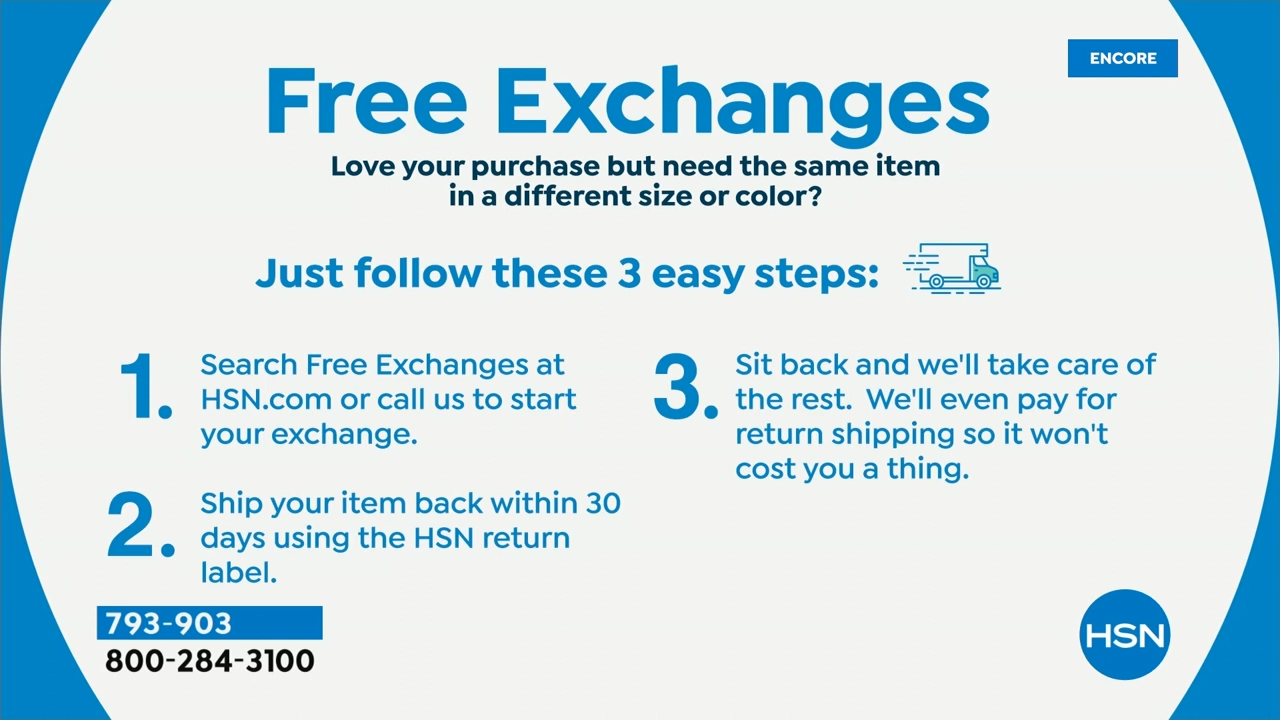 ENCORE
Free Exchanges
Love your purchase but need the same item
in a different size or color?
Just follow these 3 easy steps:
1.
Search Free Exchanges at
HSN.com or call us to start
your exchange.
2.
Ship your item back within 30
days using the HSN return
label.
3.
Sit back and we'll take care of
the rest.  We'll even pay for
return shipping so it won't
cost you a thing.
793-903
800-284-3100
HSN